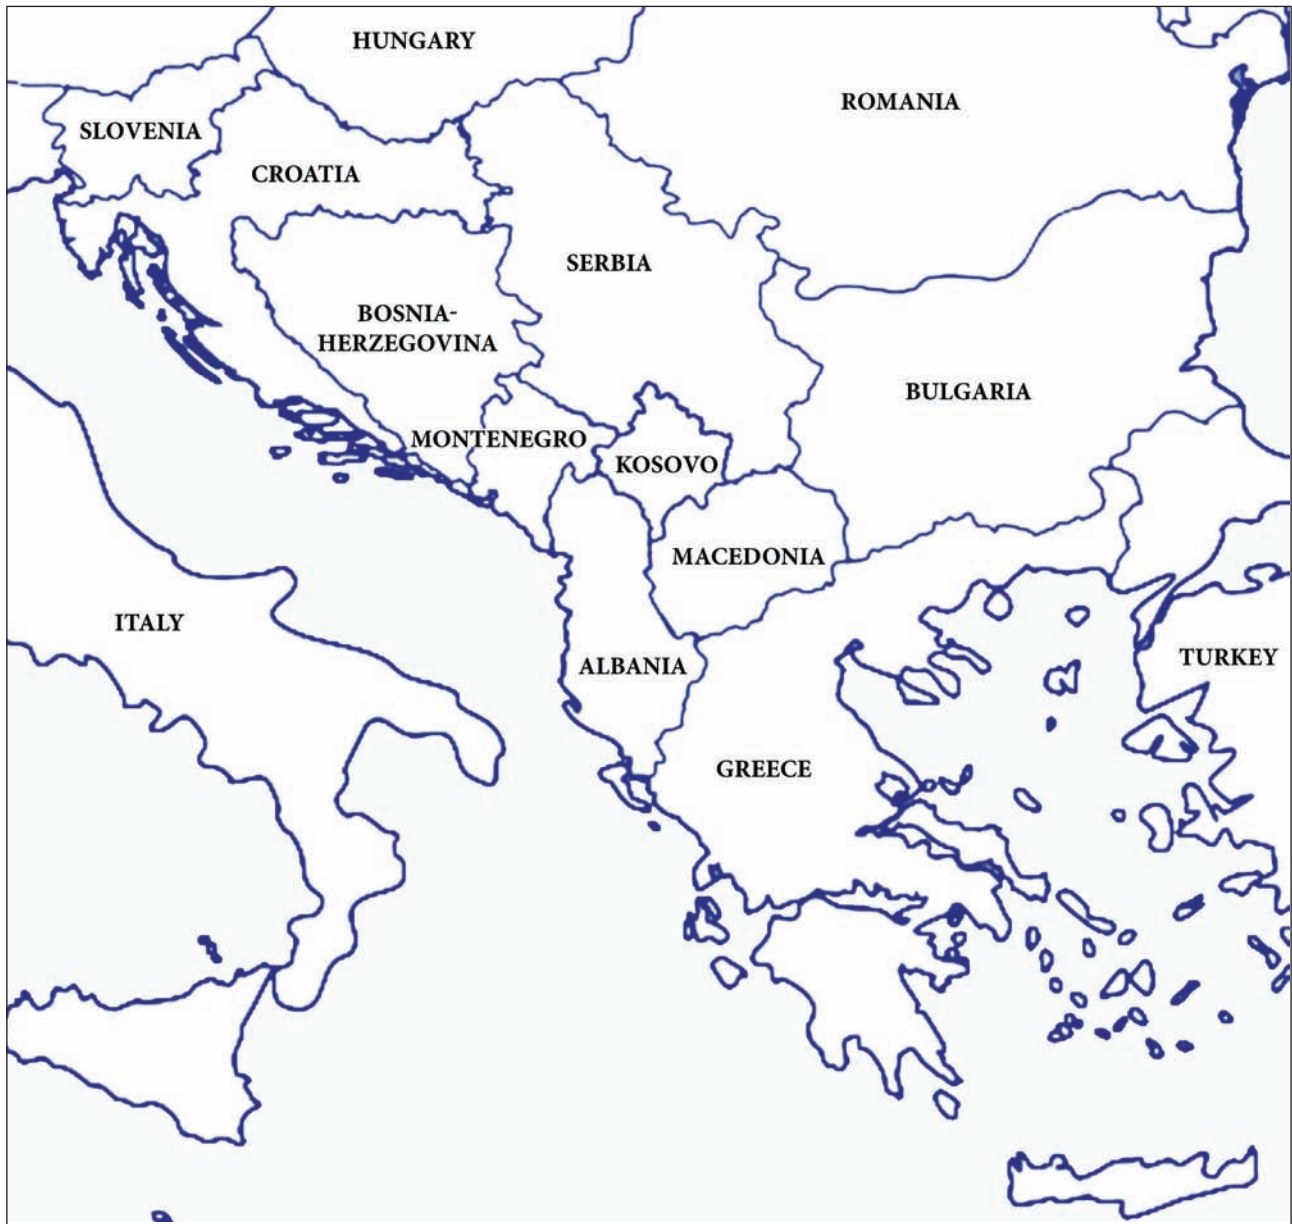 HUNGARY
ROMANIA
SLOVENIA
CROATIA
SERBIA
BOSNIA-
HERZEGOVINA
BULGARIA
MONTENEGRO
KOSOVO
MACEDONIA
ITALY
ALBANIA
TURKEY
GREECE